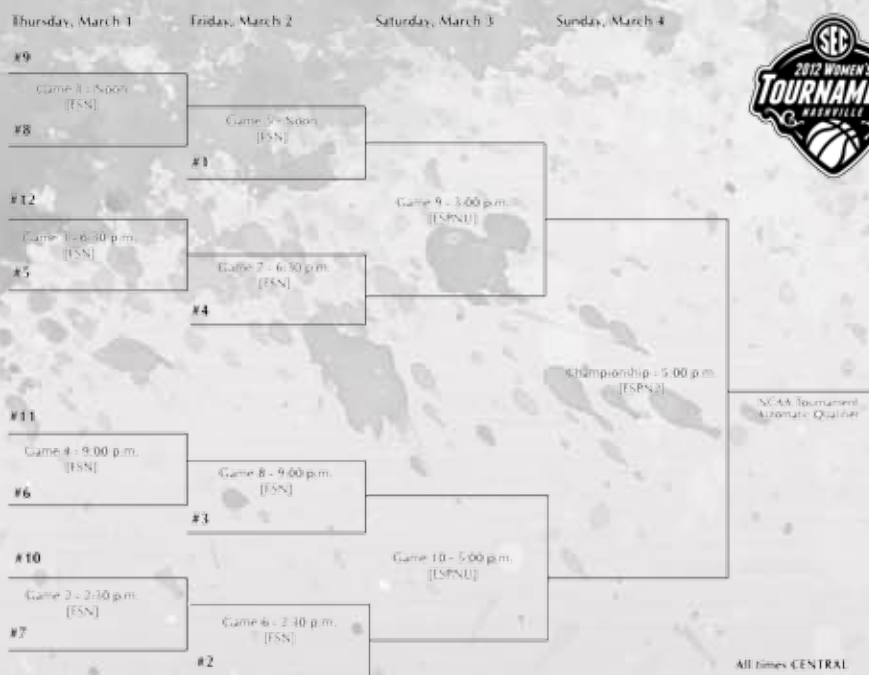 Thursday, March 1
Friday, March 2
Saturday, March 3
Sunday, March 4
SEC
2012 WOMEN'S
TOURNAME
NASHVILLE
#9
Game 1 - Noon
[FSN]
#8
Game 5 - Noon
[FSN]
#1
#12
Game 3 - 6:30 p.m.
[FSN]
#5
Game 7 - 6:30 p.m.
[FSN]
#4
Game 9 - 3:00 p.m.
[ESPNU]
Championship - 5:00 p.m.
[ESPN2]
NCAA Tournament
Automatic Qualifier
#11
Game 4 - 9:00 p.m.
[FSN]
#6
Game 8 - 9:00 p.m.
[FSN]
#3
Game 10 - 5:00 p.m.
[ESPNU]
#10
Game 2 - 2:30 p.m.
[FSN]
#7
Game 6 - 2:30 p.m.
[FSN]
#2
All times CENTRAL